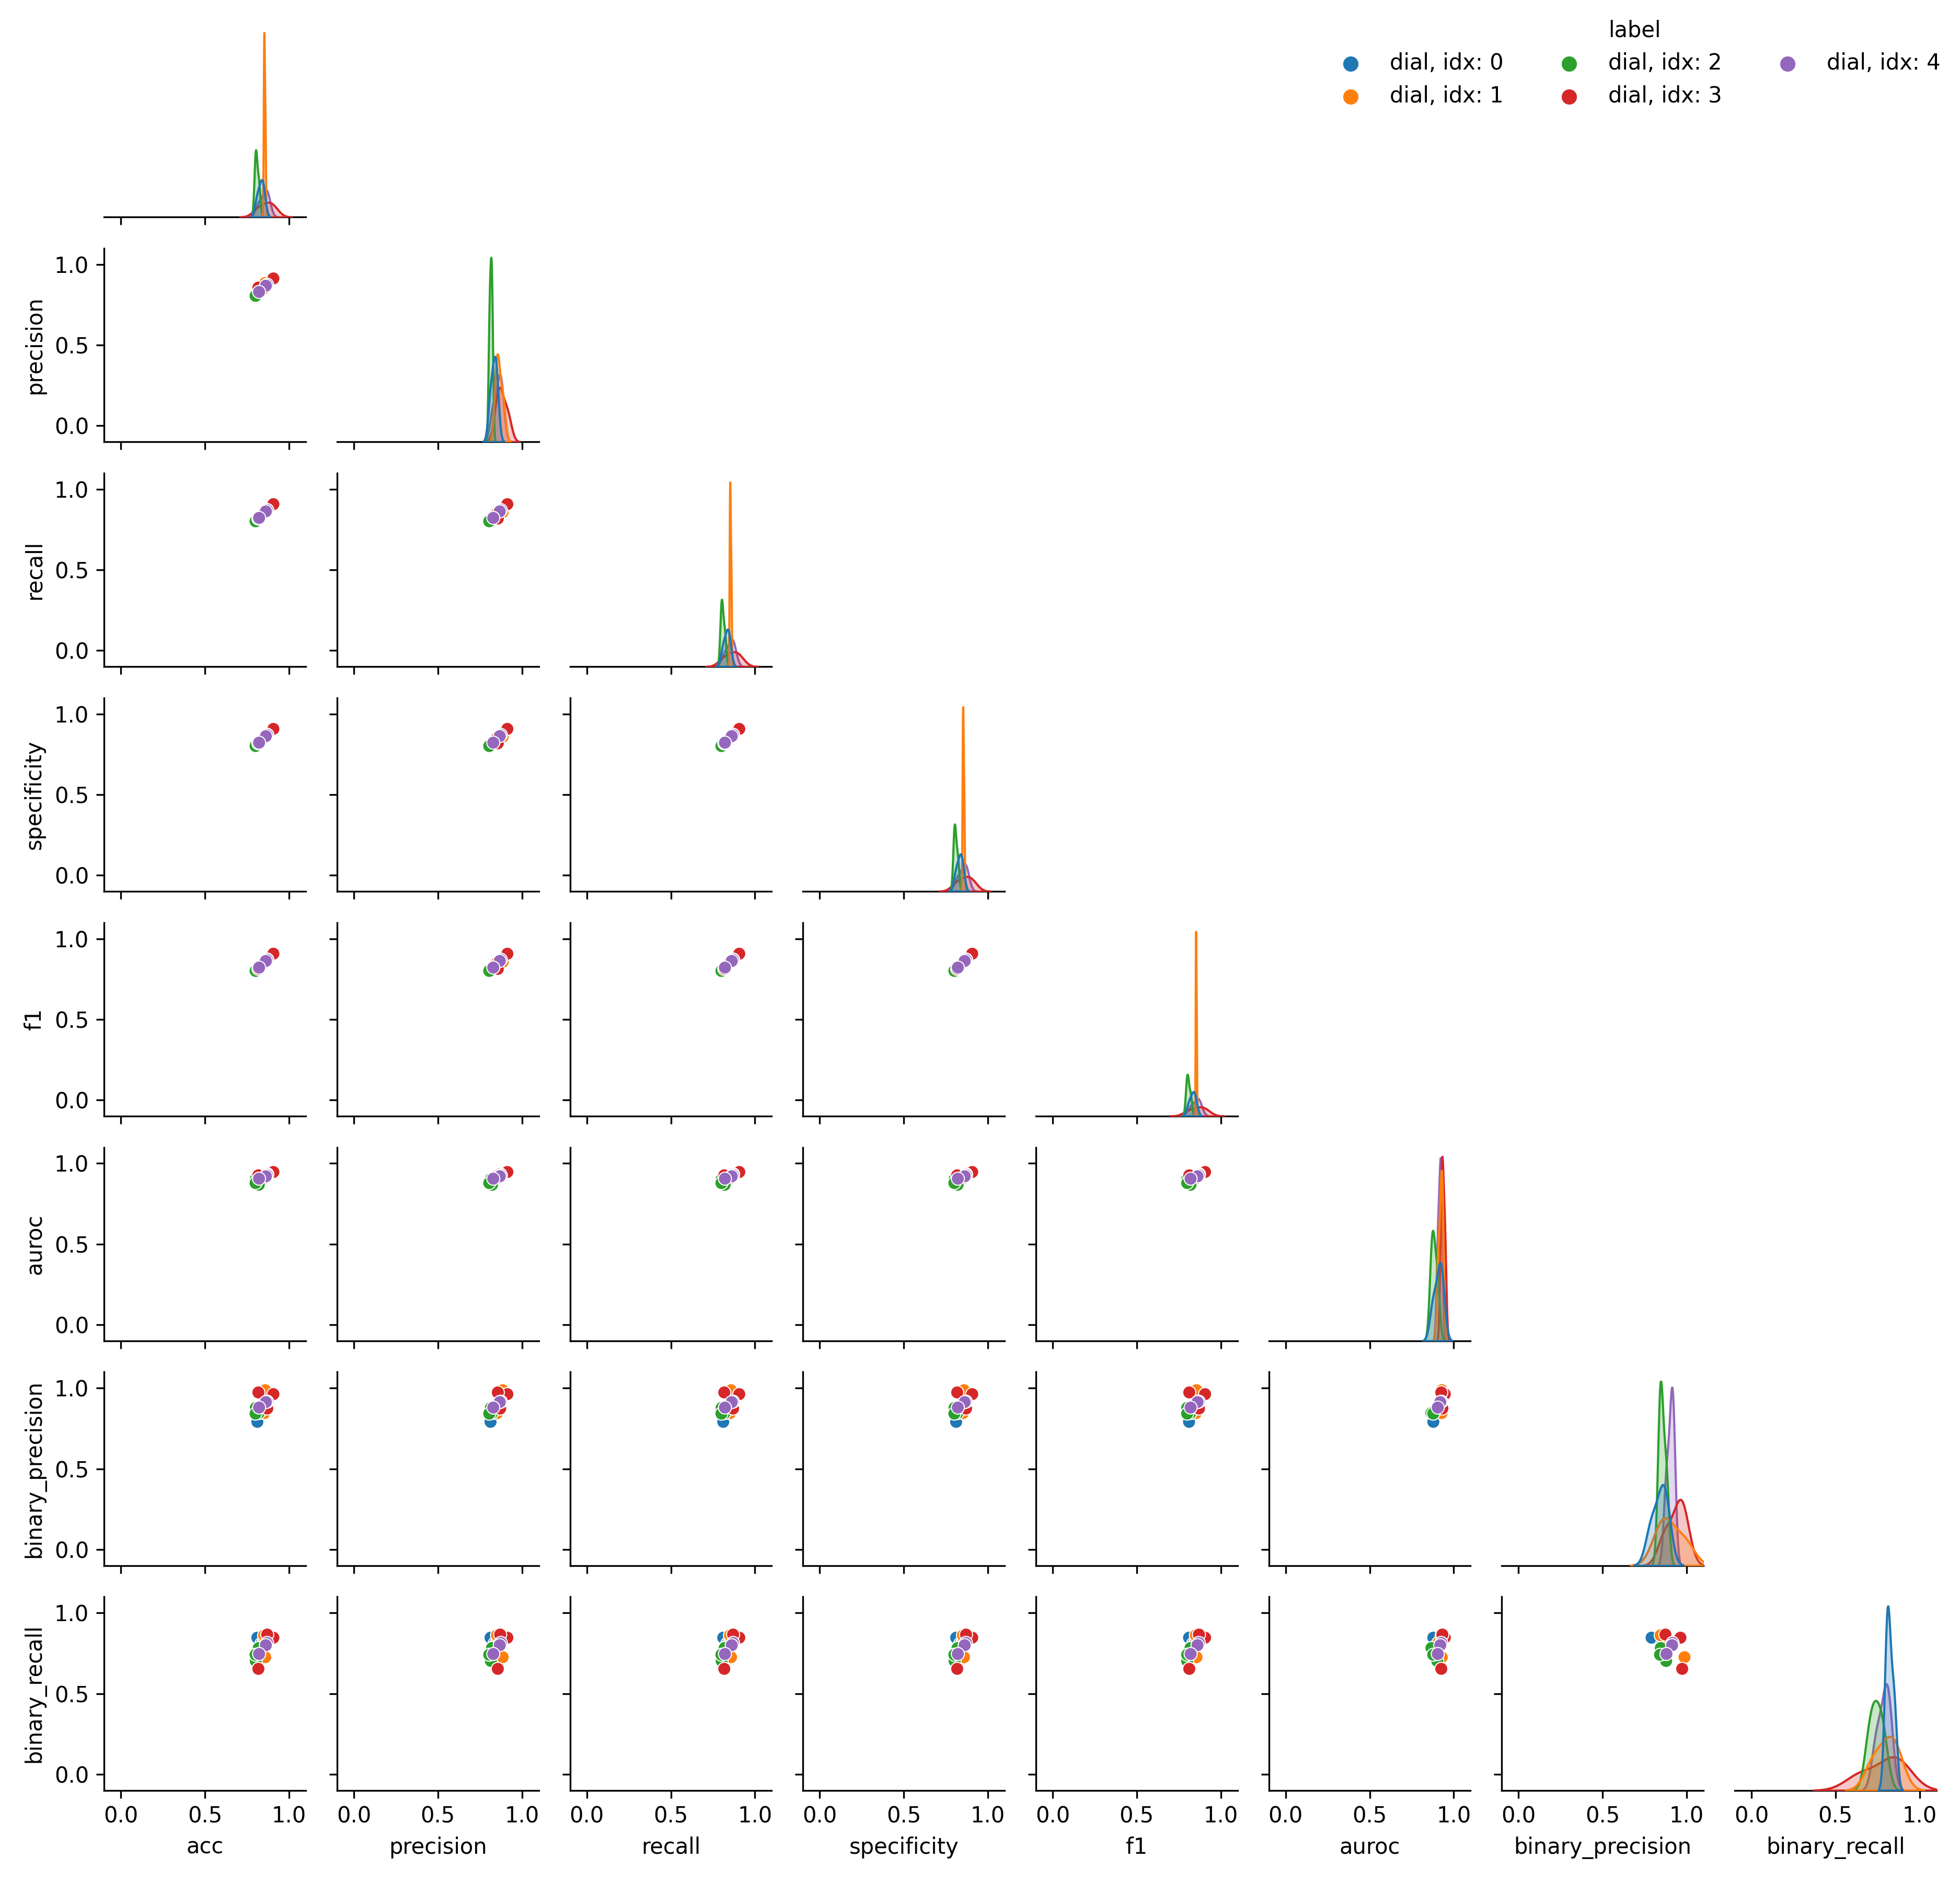 label
dial, idx: 0 dial, idx: 2 dial, idx: 4
dial, idx: 1 dial, idx: 3
1.0
precision
0.5
0.0
1.0
recall
0.5
0.0
1.0
specificity
0.5
0.0
1.0
f1
0.5
0.0
1.0
auroc
0.5
0.0
1.0
binary_precision
0.5
0.0
1.0
binary_recall
0.5
0.0
0.0 0.5 1.0 0.0 0.5 1.0 0.0 0.5 1.0 0.0 0.5 1.0 0.0 0.5 1.0 0.0 0.5 1.0 0.0 0.5 1.0 0.0 0.5 1.0
acc precision recall specificity f1 auroc binary_precision binary_recall